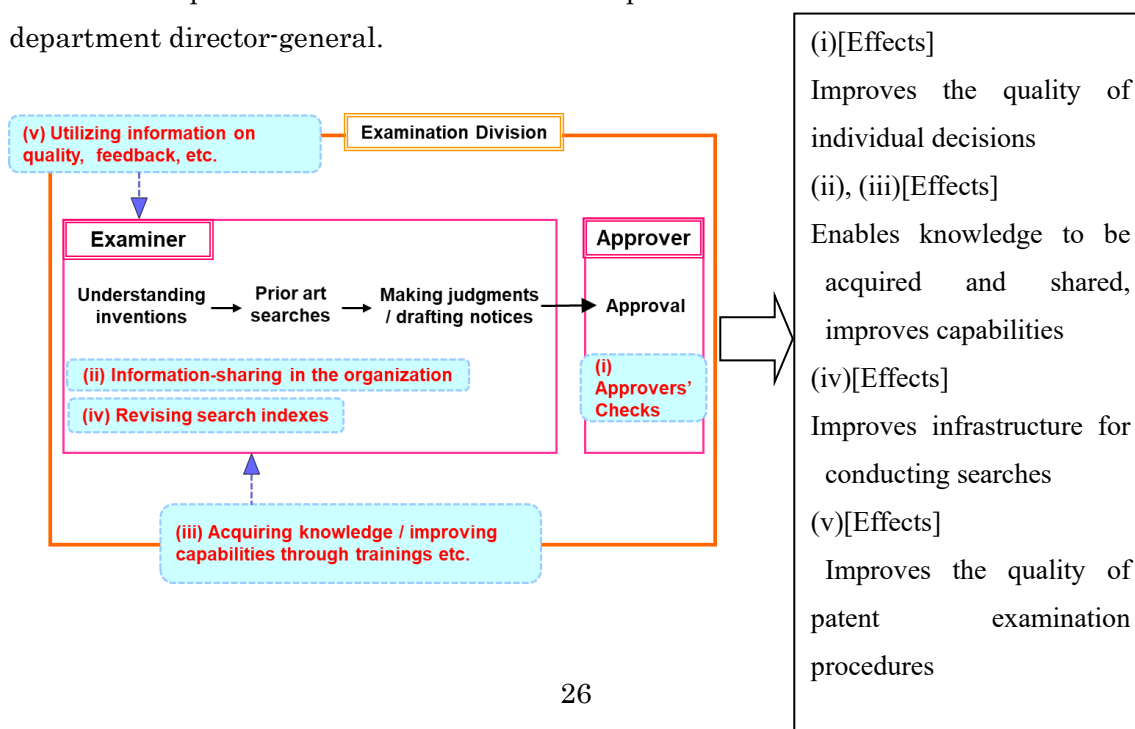 department director-general.
(v) Utilizing information on
quality, feedback, etc.
Examination Division
Examiner
Approver
Understanding
inventions
Prior art
searches
Making judgments
/ drafting notices
Approval
(ii) Information-sharing in the organization
(iv) Revising search indexes
(i)
Approvers’
Checks
(iii) Acquiring knowledge / improving
capabilities through trainings etc.
(i)[Effects]
Improves the quality of
individual decisions
(ii), (iii)[Effects]
Enables knowledge to be
acquired and shared,
improves capabilities
(iv)[Effects]
Improves infrastructure for
conducting searches
(v)[Effects]
Improves the quality of
patent examination
procedures
26